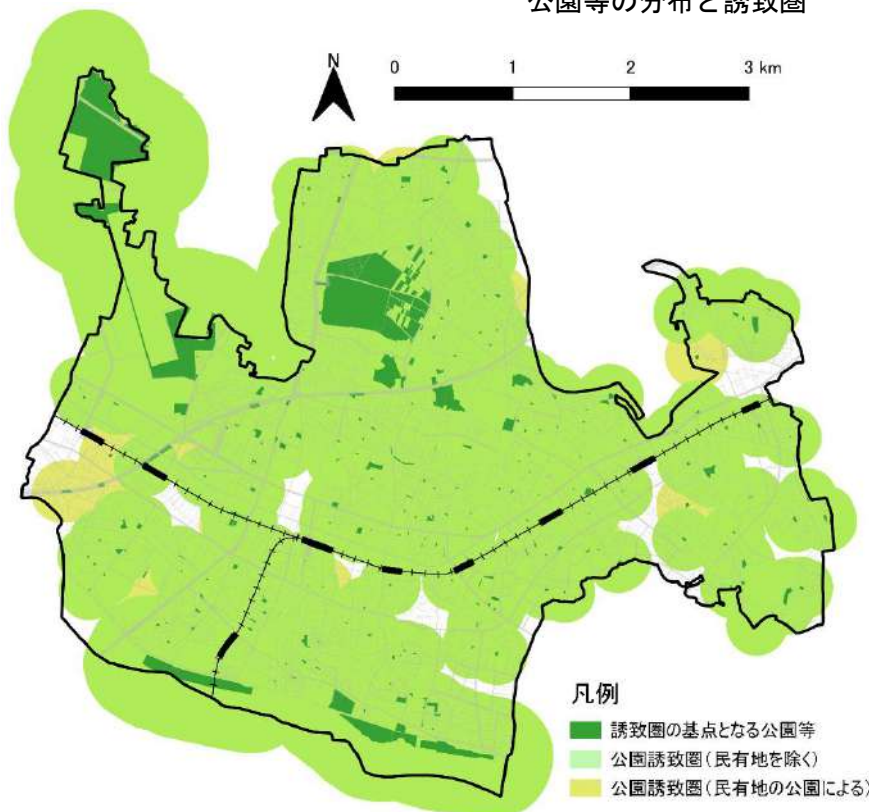 公園等の分布と誘致圏
N
0 1 2 3 km
凡例
誘致圏の基点となる公園等
公園誘致圏(民有地を除く)
公園誘致圏(民有地の公園による)